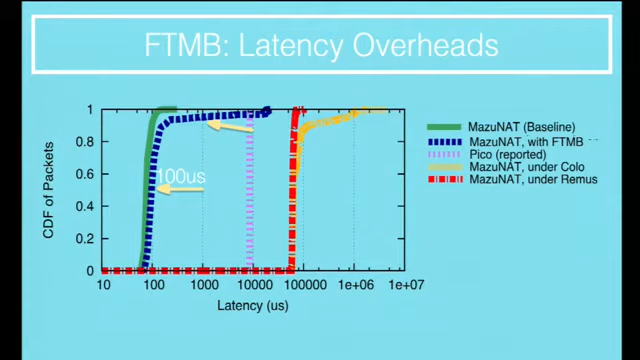 FTMB: Latency Overheads
CDF of Packets
1
0.8
0.6
0.4
0.2
0
100us
10
100
1000
10000
100000
1e+06
1e+07
Latency (us)
MazuNAT (Baseline)
MazuNAT, with FTMB
Pico (reported)
MazuNAT, under Colo
MazuNAT, under Remus